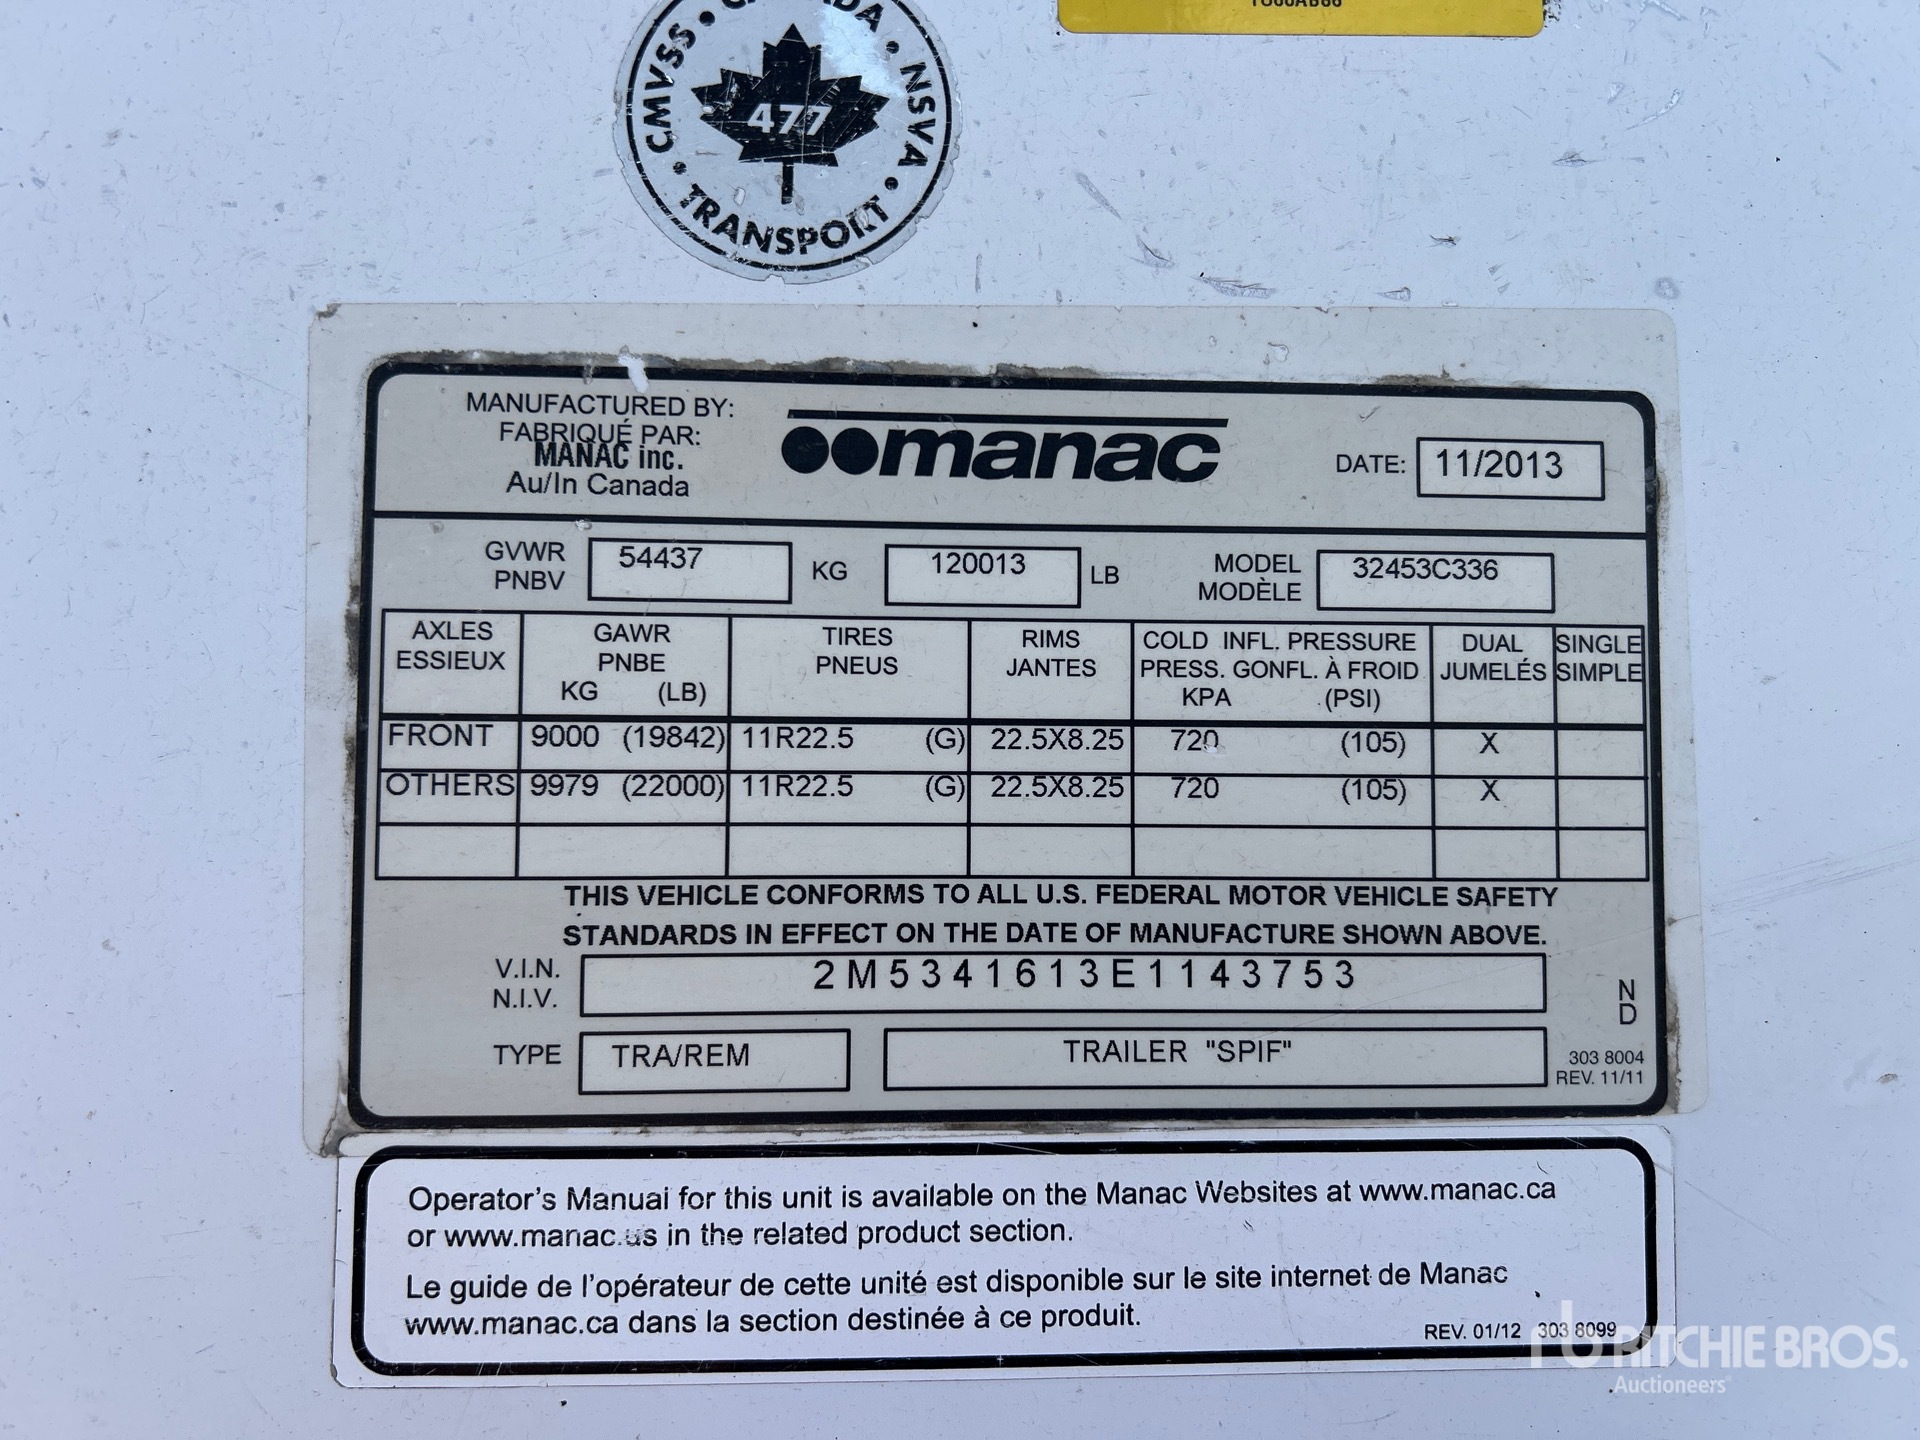 CANADA • NSVA • TRANSPORT • CMVSS •
477
MANUFACTURED BY:
FABRIQUÉ PAR:
MANAC inc.
Au/In Canada
manac
DATE: 11/2013
GVWR
PNBV
54437 KG 120013 LB
MODEL
MODÈLE
32453C336
AXLES
ESSIEUX
GAWR
PNBE
KG (LB)
TIRES
PNEUS
RIMS
JANTES
COLD INFL. PRESSURE
PRESS. GONFL. À FROID
KPA (PSI)
DUAL
JUMELÉS
SINGLE
SIMPLE
FRONT 9000 (19842) 11R22.5 (G) 22.5X8.25 720 (105) X
OTHERS 9979 (22000) 11R22.5 (G) 22.5X8.25 720 (105) X
THIS VEHICLE CONFORMS TO ALL U.S. FEDERAL MOTOR VEHICLE SAFETY
STANDARDS IN EFFECT ON THE DATE OF MANUFACTURE SHOWN ABOVE.
V.I.N.
N.I.V.
2M5341613E1143753
N
D
TYPE TRA/REM TRAILER "SPIF"
303 8004
REV. 11/11
Operator's Manual for this unit is available on the Manac Websites at www.manac.ca
or www.manac.us in the related product section.
Le guide de l'opérateur de cette unité est disponible sur le site internet de Manac
www.manac.ca dans la section destinée à ce produit.
REV. 01/12 303 8099
rb RITCHIE BROS.
Auctioneers